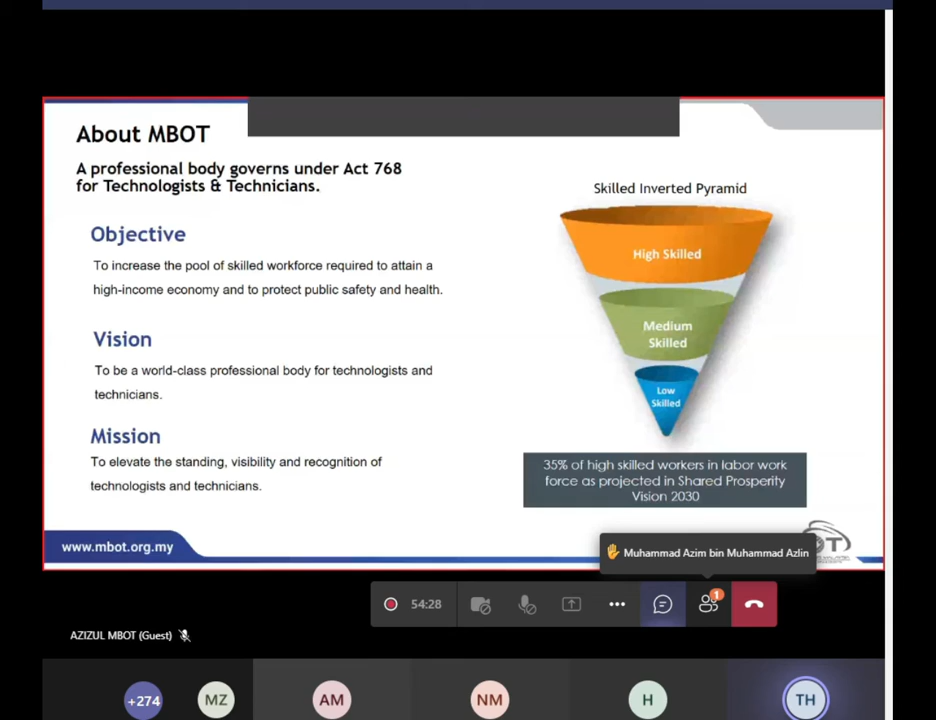 About MBOT
A professional body governs under Act 768
for Technologists & Technicians.
Objective
To increase the pool of skilled workforce required to attain a
high-income economy and to protect public safety and health.
Vision
To be a world-class professional body for technologists and
technicians.
Mission
To elevate the standing, visibility and recognition of
technologists and technicians.
Skilled Inverted Pyramid
High Skilled
Medium
Skilled
Low
Skilled
35% of high skilled workers in labor work
force as projected in Shared Prosperity
Vision 2030
www.mbot.org.my
Muhammad Azim bin Muhammad Azlin
54:28
1
AZIZUL MBOT (Guest)
+274
MZ
AM
NM
H
TH